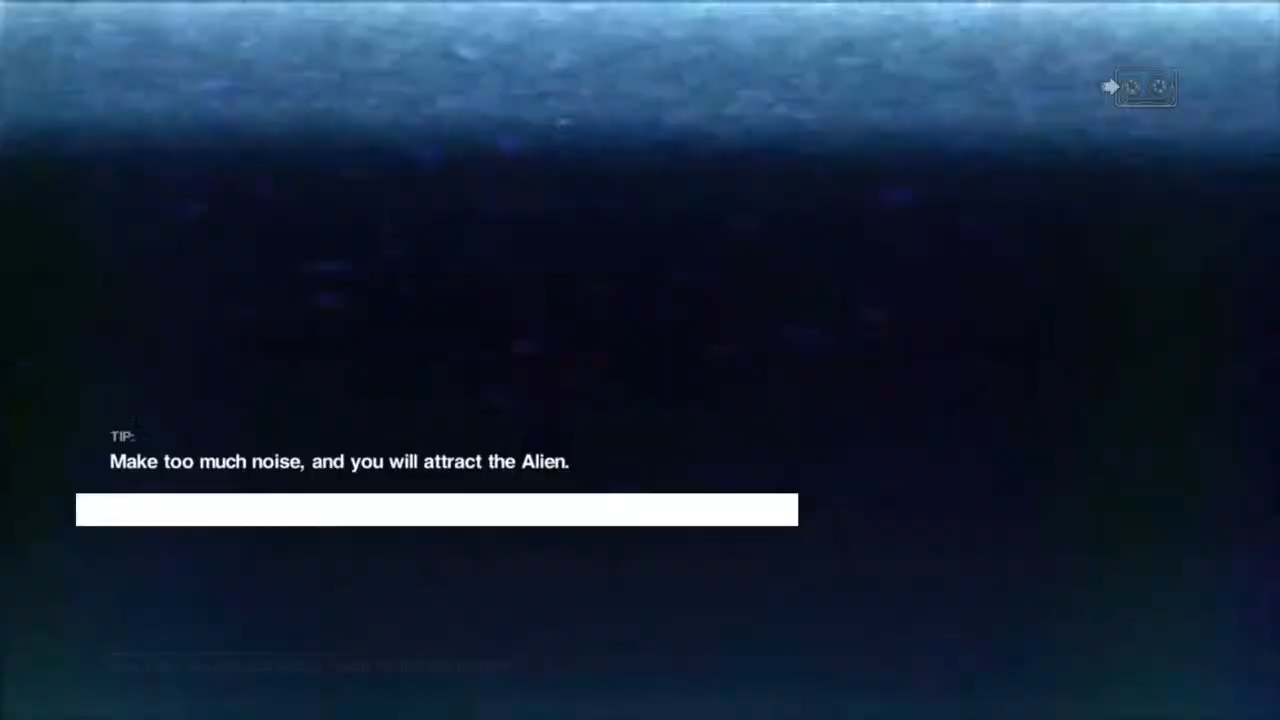 TIP:
Make too much noise, and you will attract the Alien.